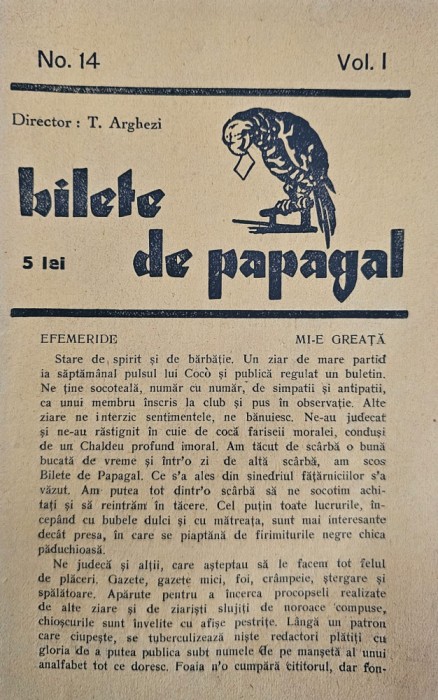 No. 14 Vol. I
Director : T. Arghezi
bilete
de papagal
5 lei
EFEMERIDE MI-E GREAȚĂ
Stare de spirit și de bărbăție. Un ziar de mare partid
ia săptămânal pulsul lui Cocò și publică regulat un buletin.
Ne ține socoteală, număr cu număr, de simpatii și antipatii,
ca unui membru înscris la club și pus în observație. Alte
ziare ne interzic sentimentele, ne bănuiesc. Ne-au judecat
și ne-au răstignit în cuie de cocă fariseii moralei, conduși
de un Chaldeu profund imoral. Am tăcut de scârbă o bună
bucată de vreme și într'o zi de altă scârbă, am scos
Bilete de Papagal. Ce s'a ales din sinedriul fățărniciilor s'a
văzut. Am putea tot dintr'o scârbă să ne socotim achi-
tați și să reintrăm în tăcere. Cel puțin toate lucrurile, în-
cepând cu bubele dulci și cu mătreața, sunt mai interesante
decât presa, în care se piaptănă de firimiturile negre chica
păduchioasă.
Ne judecă și alții, care așteptau să le facem tot felul
de plăceri. Gazete, gazete mici, foi, crâmpeie, ștergare și
spălătoare. Apărute pentru a încerca procopseli realizate
de alte ziare și de ziariști slujiți de noroace compuse,
chioșcurile sunt învelite cu afișe pestrițe. Lângă un patron
care ciupește, se tuberculizează niște redactori plătiți cu
gloria de a putea publica subt numele de pe manșetă al unui
analfabet tot ce doresc. Foaia n'o cumpără cititorul, dar fon-